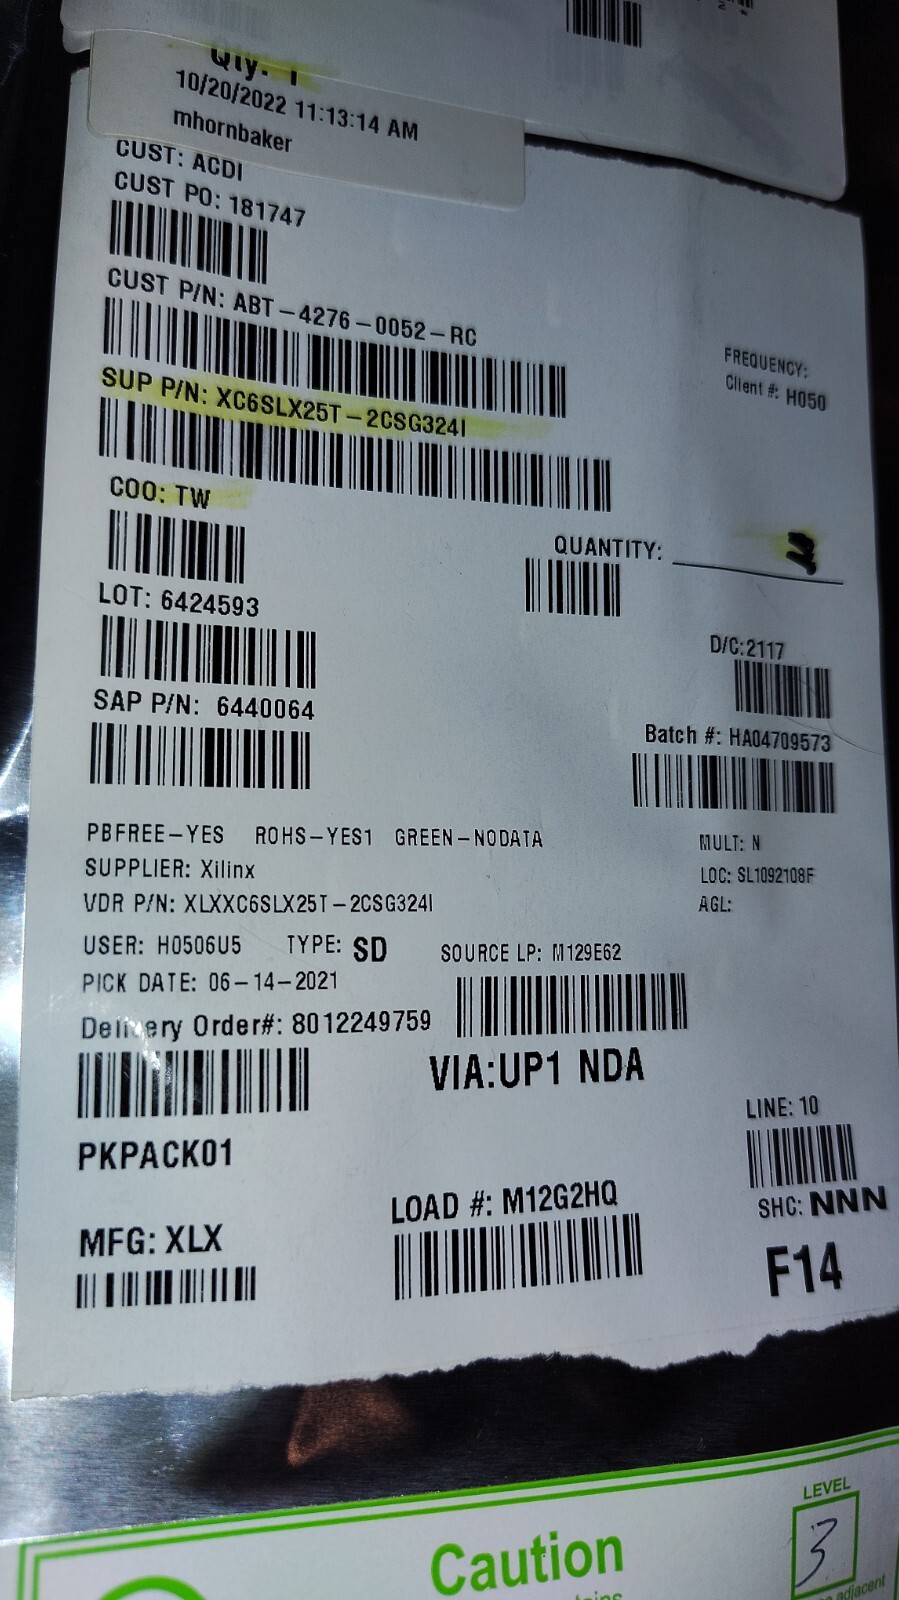 Qty: 1
10/20/2022 11:13:14 AM
mhornbaker
CUST: ACDI
CUST PO: 181747
CUST P/N: ABT-4276-0052-RC
FREQUENCY:
Client #: H050
SUP P/N: XC6SLX25T-2CSG324I
COO: TW
QUANTITY:
LOT: 6424593
D/C:2117
SAP P/N: 6440064
Batch #: HA04709573
PBFREE-YES ROHS-YES1 GREEN-NODATA
MULT: N
SUPPLIER: Xilinx
LOC: SL1092108F
VDR P/N: XLXXC6SLX25T-2CSG324I
AGL:
USER: H0506U5 TYPE: SD SOURCE LP: M129E62
PICK DATE: 06-14-2021
Delivery Order#: 8012249759
VIA:UP1 NDA
LINE: 10
PKPACK01
LOAD #: M12G2HQ
SHC: NNN
MFG: XLX
F14
LEVEL
3
Caution
adjacent